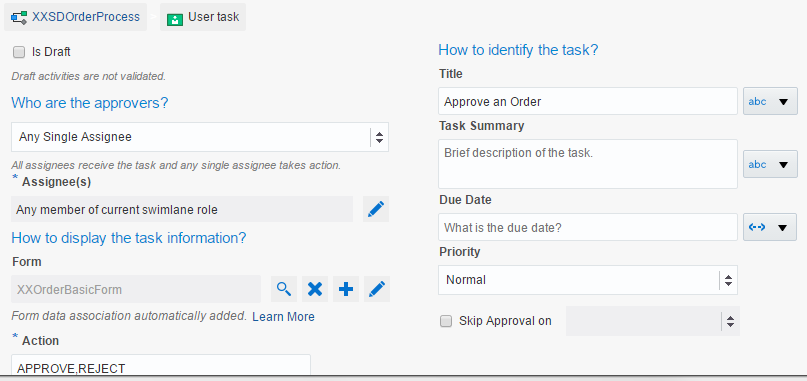 XXSDOrderProcess
User task
Is Draft
Draft activities are not validated.
Who are the approvers?
Any Single Assignee
All assignees receive the task and any single assignee takes action.
* Assignee(s)
Any member of current swimlane role
How to display the task information?
Form
XXOrderBasicForm
Form data association automatically added. Learn More
* Action
APPROVE,REJECT
How to identify the task?
Title
Approve an Order
abc
Task Summary
Brief description of the task.
abc
Due Date
What is the due date?
Priority
Normal
Skip Approval on